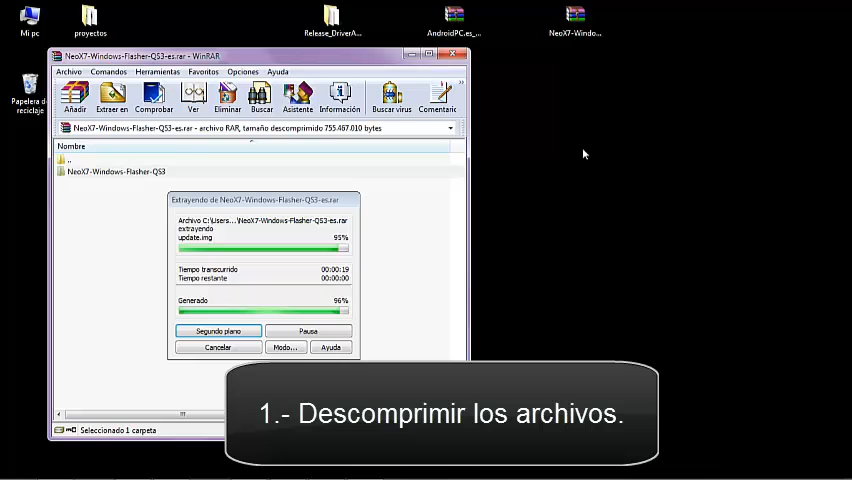 Mi pc
proyectos
Release_DriverA...
AndroidPC.es_...
NeoX7-Windo...
Papelera de
reciclaje
NeoX7-Windows-Flasher-QS3-es.rar - WinRAR
Archivo Comandos Herramientas Favoritos Opciones Ayuda
Añadir Extraer en Comprobar Ver Eliminar Buscar Asistente Información Buscar virus Comentaric
NeoX7-Windows-Flasher-QS3-es.rar - archivo RAR, tamaño descomprimido 755.467.010 bytes
Nombre
..
NeoX7-Windows-Flasher-QS3
Extrayendo de NeoX7-Windows-Flasher-QS3-es.rar
Archivo C:\Users...\NeoX7-Windows-Flasher-QS3-es.rar
extrayendo
update.img 95%
Tiempo transcurrido 00:00:19
Tiempo restante 00:00:00
Generado 96%
Segundo plano Pausa
Cancelar Modo... Ayuda
1.- Descomprimir los archivos.
Seleccionado 1 carpeta